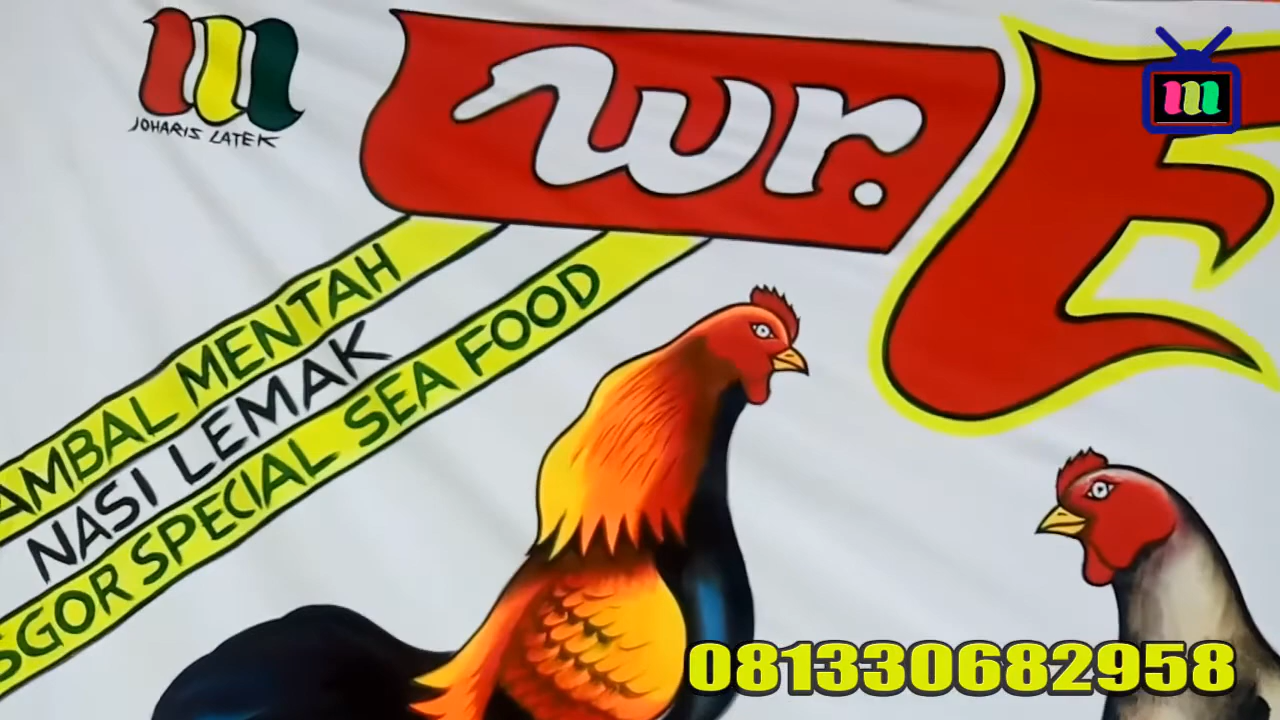 m
JOHARIS LATEK
wr.
E
m
AMBAL MENTAH
NASI LEMAK
SGOR SPECIAL SEA FOOD
081330682958